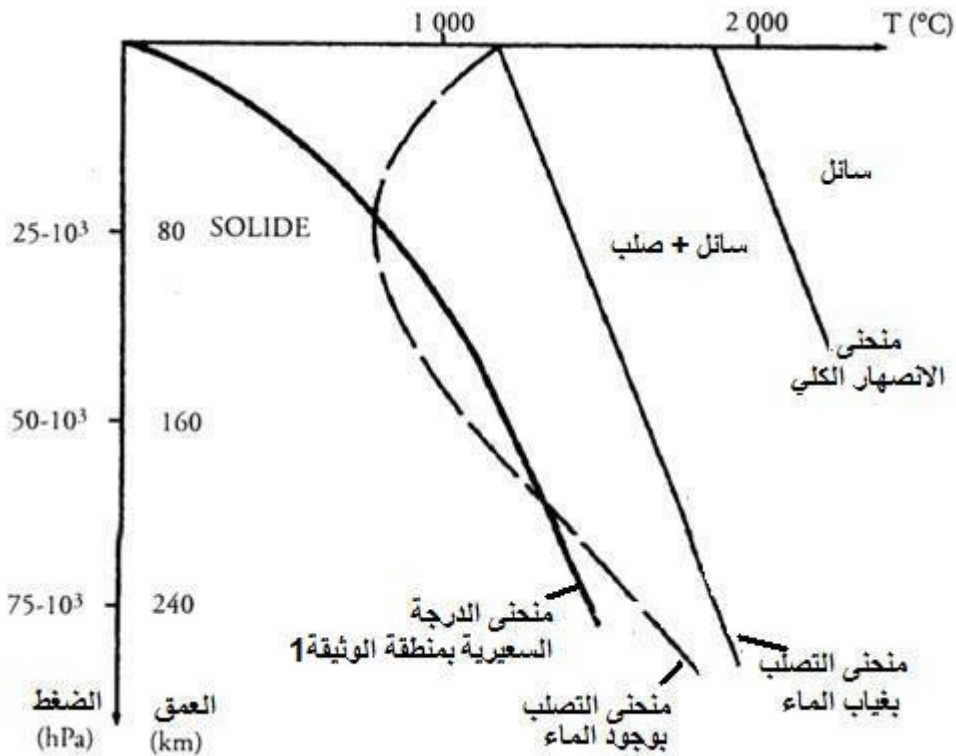 1 000
2 000
T (°C)
سائل
سائل + صلب
25-10³
80
SOLIDE
منحنى
الانصهار الكلي
50-10³
160
75-10³
240
منحنى الدرجة
السعيرية بمنطقة الوثيقة1
منحنى التصلب
بغياب الماء
منحنى التصلب
بوجود الماء
الضغط
(hPa)
العمق
(km)